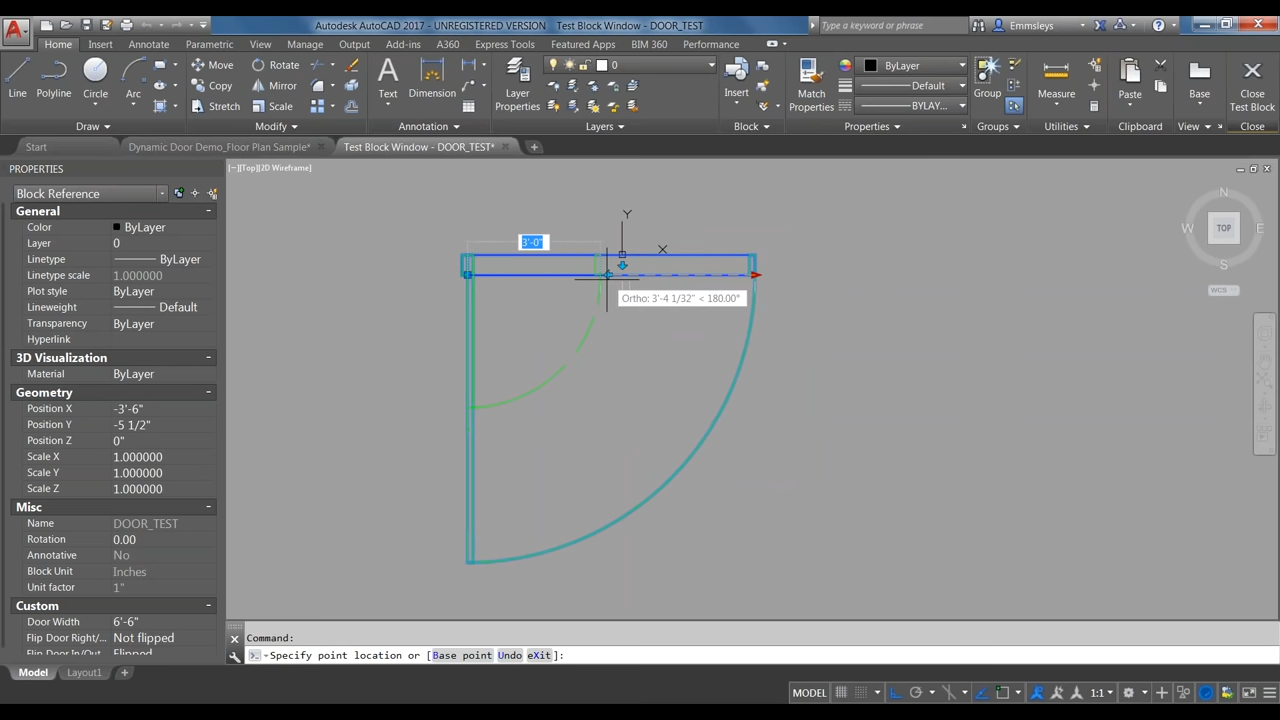 Autodesk AutoCAD 2017 - UNREGISTERED VERSION    Test Block Window - DOOR_TEST
Type a keyword or phrase
Emmsleys
Home Insert Annotate Parametric View Manage Output Add-ins A360 Express Tools Featured Apps BIM 360 Performance
Line Polyline Circle Arc
Move Rotate
Copy Mirror
Stretch Scale
Text Dimension
Layer Properties
0
Insert
Match Properties
ByLayer
Default
BYLAY...
Group
Measure
Paste
Base
Close Test Block
Draw Modify Annotation Layers Block Properties Groups Utilities Clipboard View Close
Start Dynamic Door Demo_Floor Plan Sample* Test Block Window - DOOR_TEST*
PROPERTIES
[−][Top][2D Wireframe]
Block Reference
General
Color ByLayer
Layer 0
Linetype ByLayer
Linetype scale 1.000000
Plot style ByLayer
Lineweight Default
Transparency ByLayer
Hyperlink
3D Visualization
Material ByLayer
Geometry
Position X -3'-6"
Position Y -5 1/2"
Position Z 0"
Scale X 1.000000
Scale Y 1.000000
Scale Z 1.000000
Misc
Name DOOR_TEST
Rotation 0.00
Annotative No
Block Unit Inches
Unit factor 1"
Custom
Door Width 6'-6"
Flip Door Right/... Not flipped
Flip Door In/Out Flipped
Y
X
3'-0"
Ortho: 3'-4 1/32" < 180.00°
N
W TOP E
S
WCS
Command:
Specify point location or [Base point Undo eXit]:
Model Layout1
MODEL
1:1